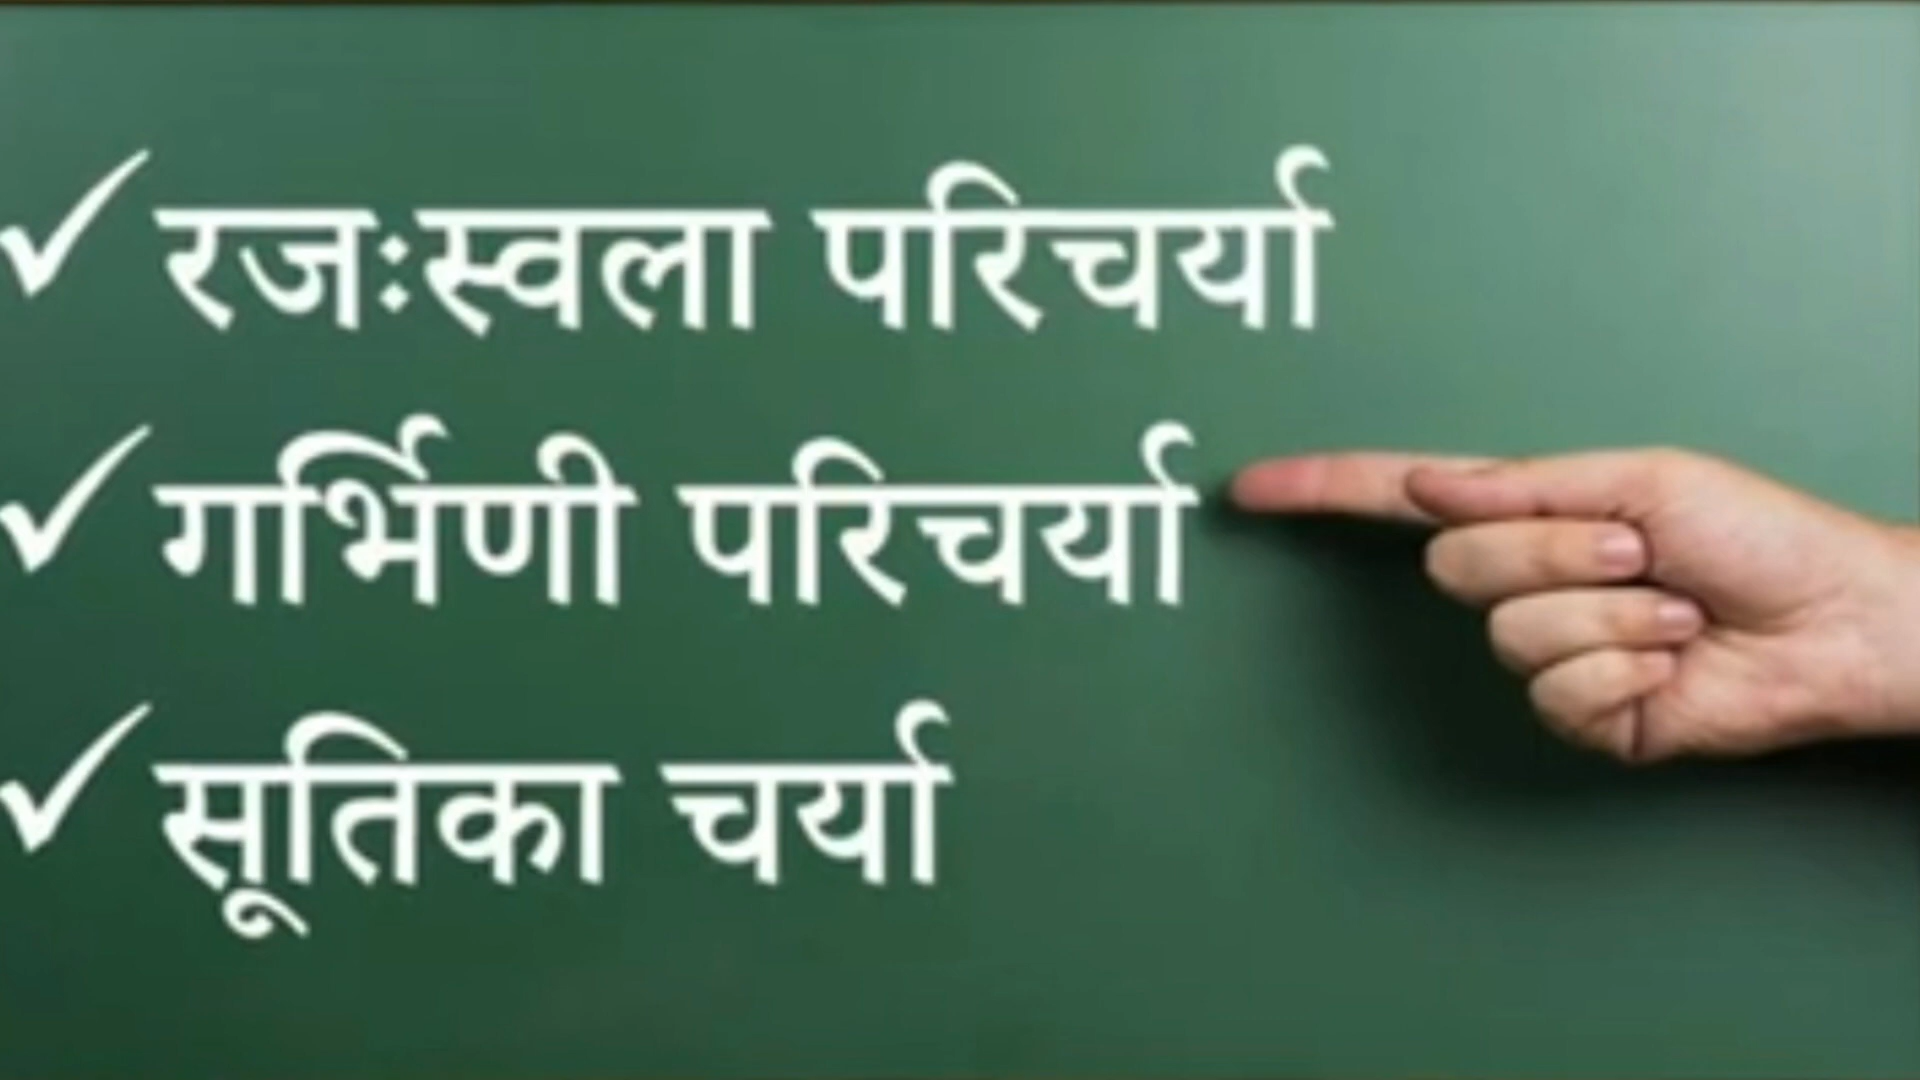 ✓ रजःस्वला परिचर्या
✓ गर्भिणी परिचर्या
✓ सूतिका चर्या